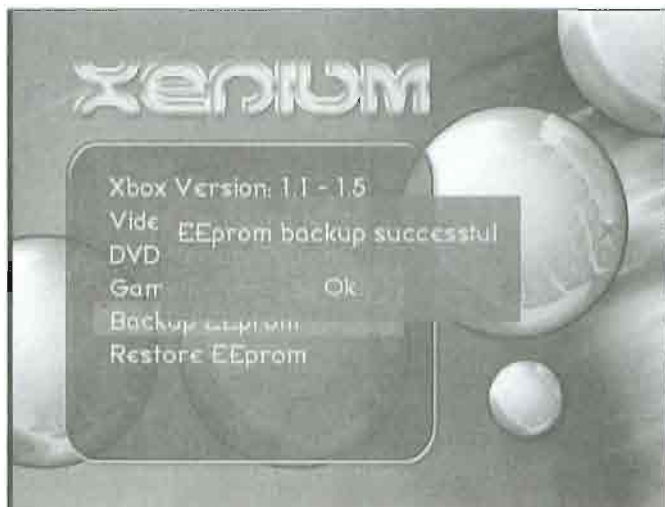 XENIUM
Xbox Version: 1.1 - 1.5
Vide
EEprom backup successful
DVD
Gam
Ok
Backup EEprom
Restore EEprom